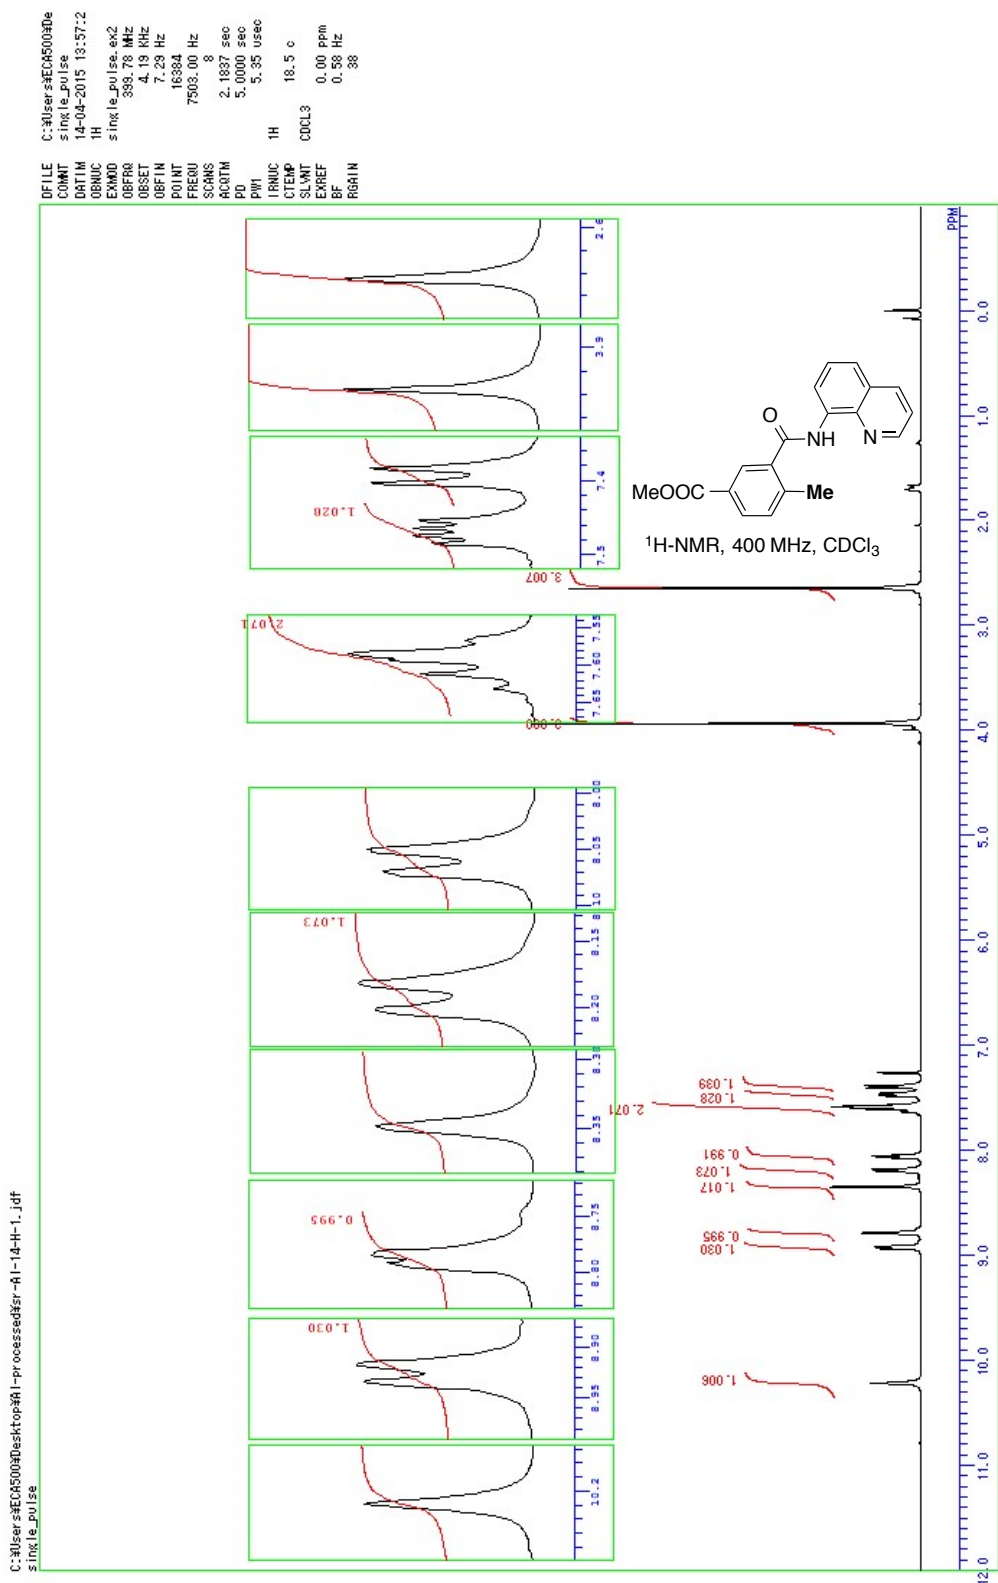 C:¥Users¥ECA500¥Desktop¥AI-processed¥sr-AI-14-H-1.jdf
single_pulse
DFILE C:¥Users¥ECA500¥De
COMNT single_pulse
DATIM 14-04-2015 13:57:2
OBNUC 1H
EXMOD single_pulse.ex2
OBFRQ 399.78 MHz
OBSET 4.19 KHz
OBFIN 7.29 Hz
POINT 16384
FREQU 7503.00 Hz
SCANS 8
ACQTM 2.1837 sec
PD 5.0000 sec
PW1 5.35 usec
IRNUC 1H
CTEMP 18.5 c
SLVNT CDCL3
EXREF 0.00 ppm
BF 0.58 Hz
RGAIN 38
2.6
3.9
1.028
7.4
7.5
2.071
7.55
7.60
7.65
8.00
8.05
8.10
1.073
8.15
8.20
8.30
8.35
0.995
8.75
8.80
1.030
8.90
8.95
10.2
O
NH
N
MeOOC
Me
¹H-NMR, 400 MHz, CDCl₃
3.007
1.039
1.028
2.071
0.991
1.073
1.017
0.995
1.030
1.006
PPM
0.0
1.0
2.0
3.0
4.0
5.0
6.0
7.0
8.0
9.0
10.0
11.0
12.0